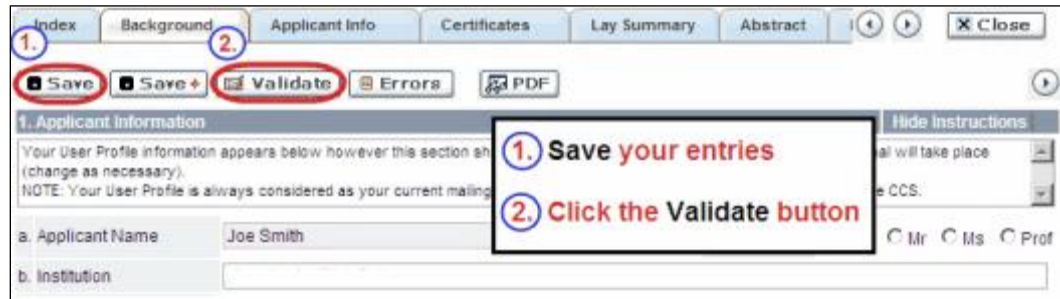 Index Background Applicant Info Certificates Lay Summary Abstract X Close
1. 2.
Save Save+ Validate Errors PDF
1. Applicant Information Hide Instructions
Your User Profile information appears below however this section sh al will take place
(change as necessary).
NOTE: Your User Profile is always considered as your current mailing e CCS.
1. Save your entries
2. Click the Validate button
a. Applicant Name Joe Smith Mr Ms Prof
b. Institution